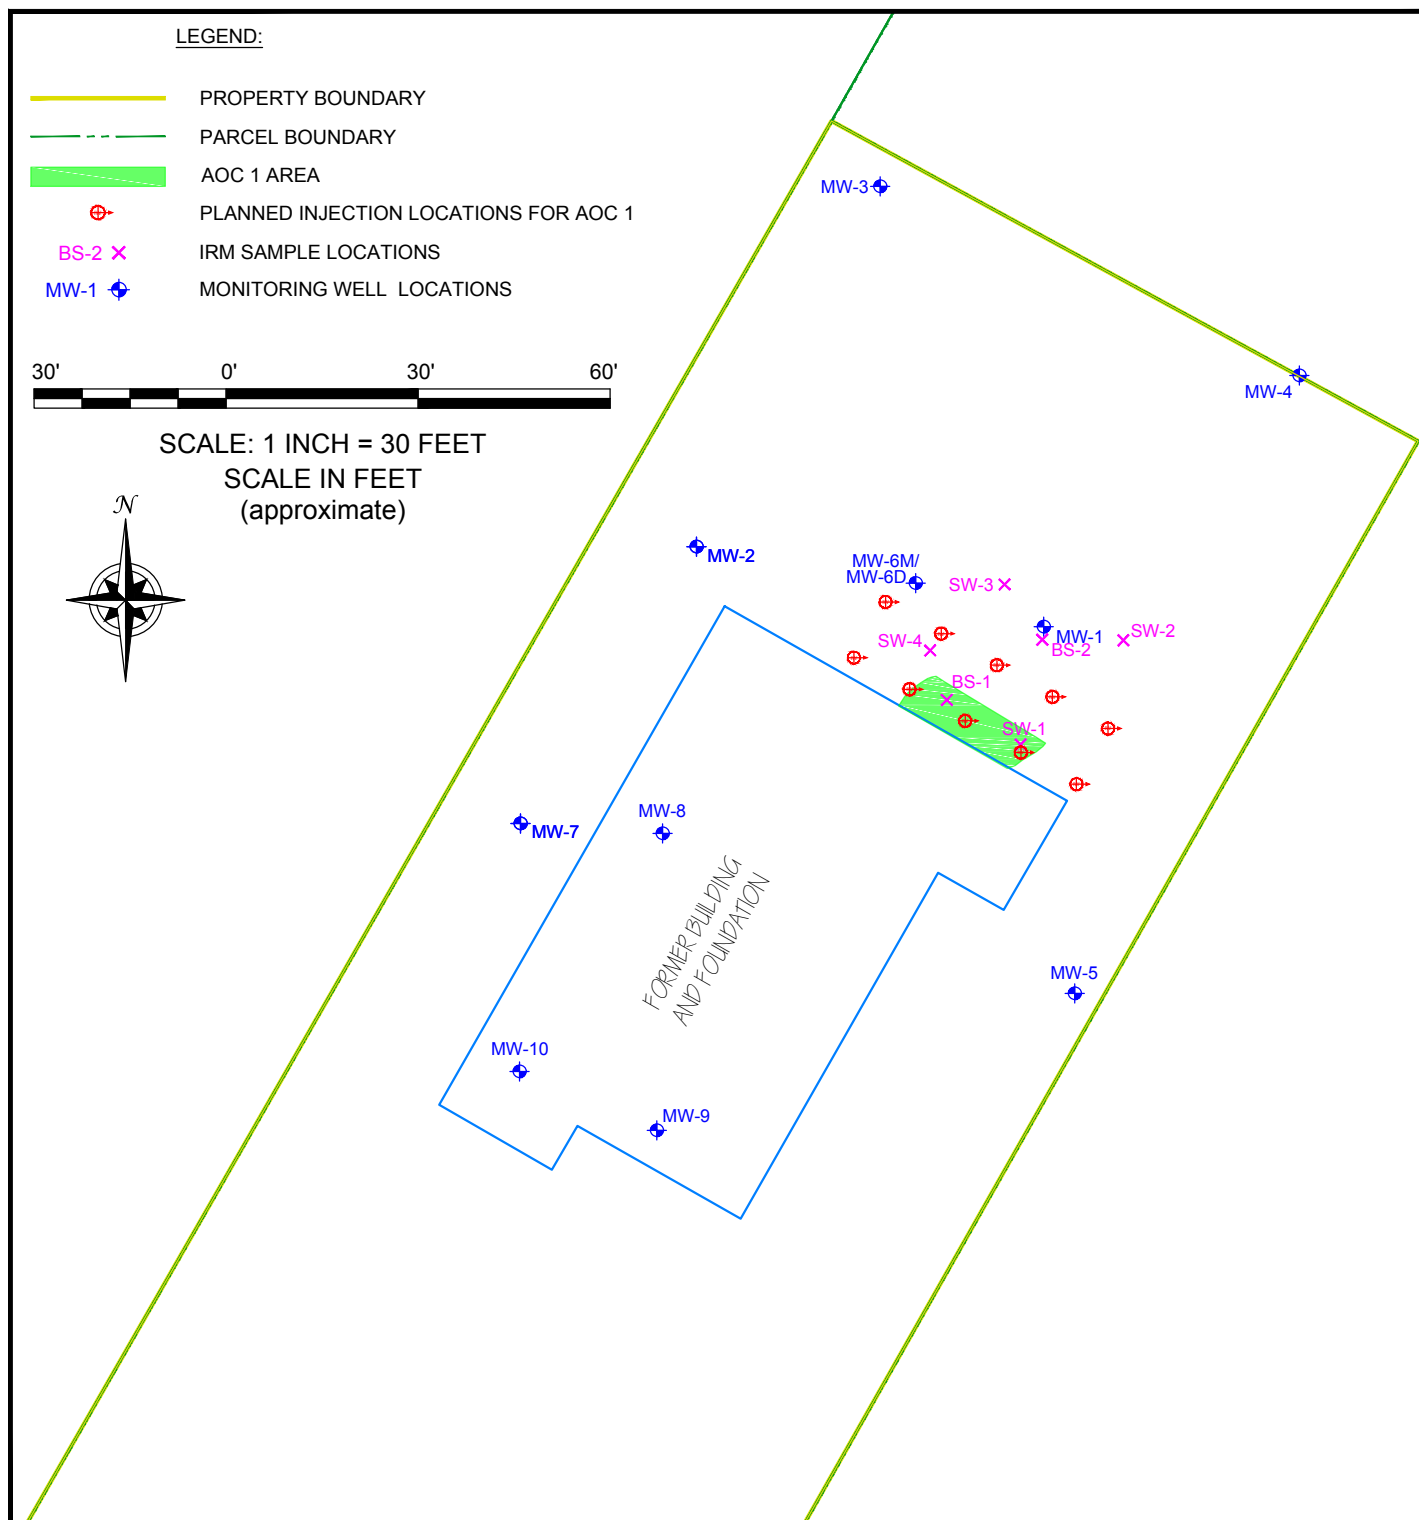 LEGEND:
PROPERTY BOUNDARY
PARCEL BOUNDARY
AOC 1 AREA
PLANNED INJECTION LOCATIONS FOR AOC 1
BS-2 IRM SAMPLE LOCATIONS
MW-1 MONITORING WELL LOCATIONS
30' 0' 30' 60'
SCALE: 1 INCH = 30 FEET
SCALE IN FEET
(approximate)
N
MW-3
MW-4
MW-2
MW-6M/
MW-6D
SW-3
MW-1
SW-2
SW-4
BS-2
BS-1
SW-1
MW-8
MW-7
FORMER BUILDING
AND FOUNDATION
MW-5
MW-10
MW-9